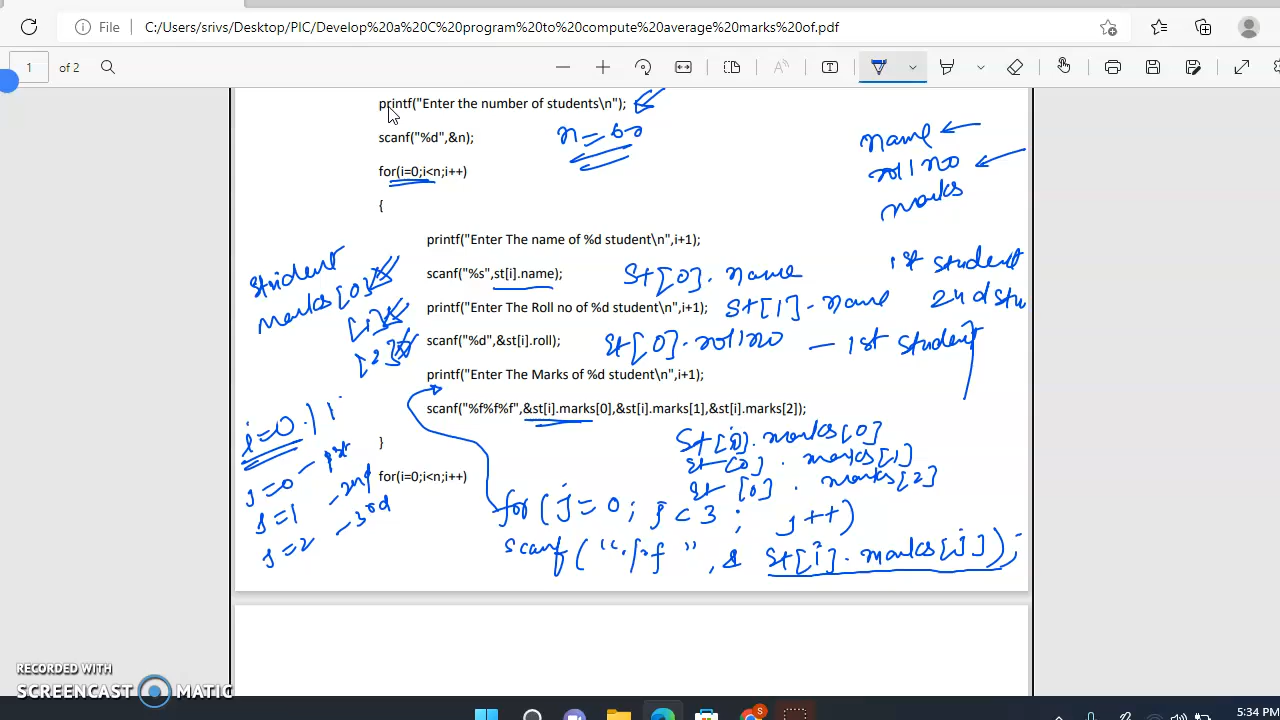 File C:/Users/srivs/Desktop/PIC/Develop%20a%20C%20program%20to%20compute%20average%20marks%20of.pdf
1 of 2
printf("Enter the number of students\n");
n = 60
name
scanf("%d",&n);
roll no
for(i=0;i<n;i++)
marks
{
printf("Enter The name of %d student\n",i+1);
student
marks[0]
[1]
[2]
scanf("%s",st[i].name);
st[0].name
1st student
printf("Enter The Roll no of %d student\n",i+1);
st[1].name
2nd stu
scanf("%d",&st[i].roll);
st[0].roll no — 1st student
printf("Enter The Marks of %d student\n",i+1);
scanf("%f%f%f",&st[i].marks[0],&st[i].marks[1],&st[i].marks[2]);
}
i=0
j=0 - 1st
j=1 - 2nd
j=2 - 3rd
st[0].marks[0]
st[0].marks[1]
st[0].marks[2]
for(i=0;i<n;i++)
for(j=0; j<3; j++)
scanf("%f", & st[i].marks[j]);
RECORDED WITH
SCREENCAST MATIC
S
5:34 PM